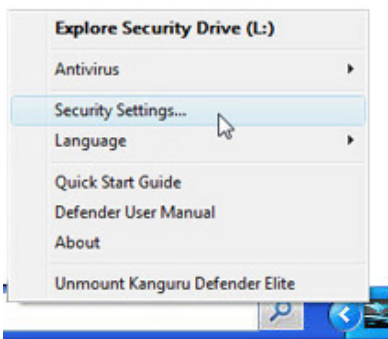 Explore Security Drive (L:)
Antivirus
Security Settings...
Language
Quick Start Guide
Defender User Manual
About
Unmount Kanguru Defender Elite